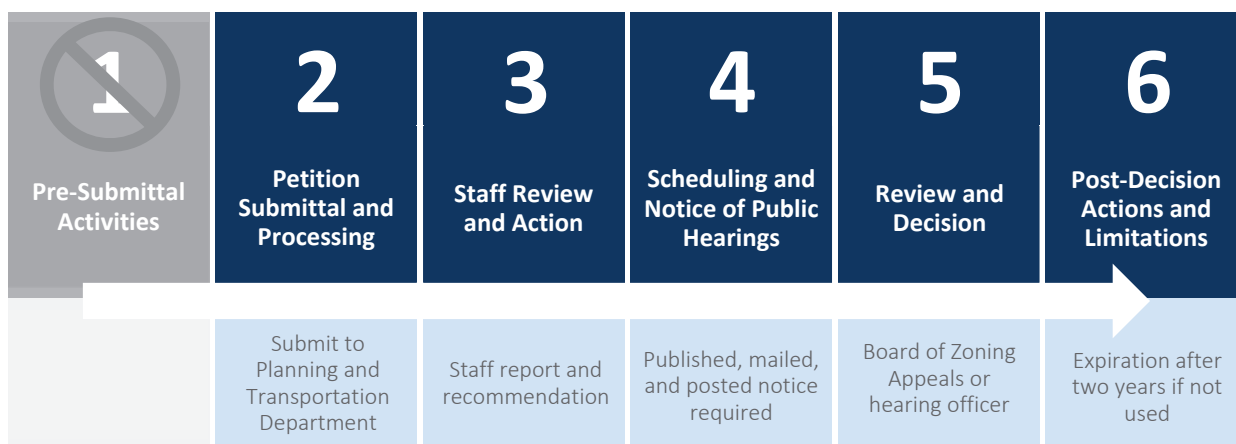 1
Pre-Submittal
Activities
2
Petition
Submittal and
Processing
3
Staff Review
and Action
4
Scheduling and
Notice of Public
Hearings
5
Review and
Decision
6
Post-Decision
Actions and
Limitations
Submit to
Planning and
Transportation
Department
Staff report and
recommendation
Published, mailed,
and posted notice
required
Board of Zoning
Appeals or
hearing officer
Expiration after
two years if not
used